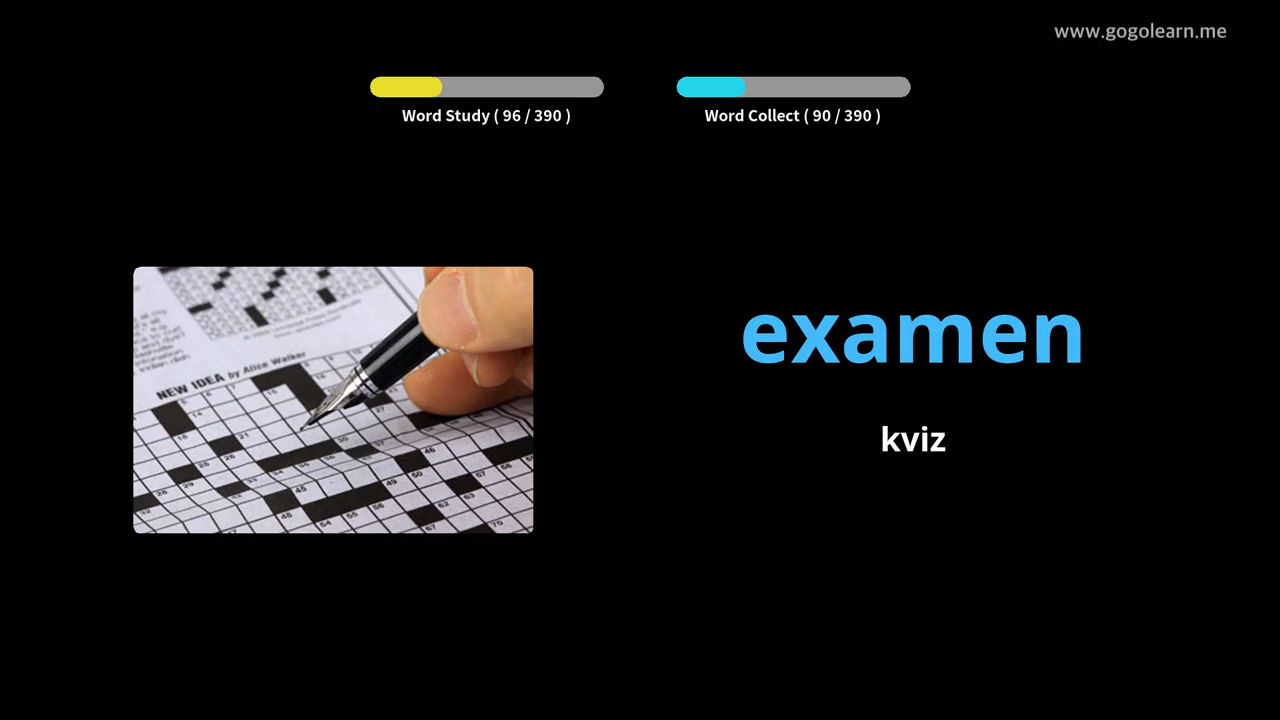 www.gogolearn.me
Word Study ( 96 / 390 )
Word Collect ( 90 / 390 )
NEW IDEA by Alice Walker
examen
kviz